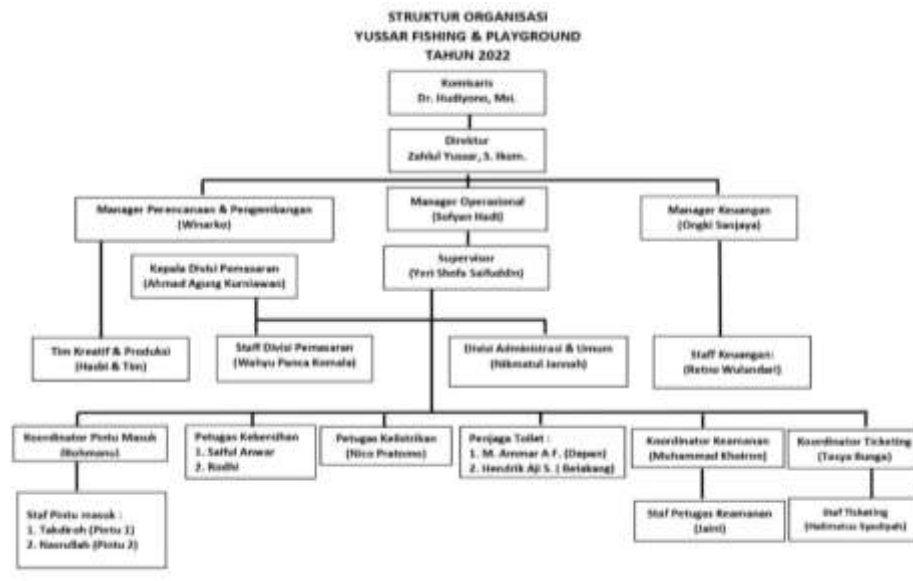 STRUKTUR ORGANISASI
YUSSAR FISHING & PLAYGROUND
TAHUN 2022
Komisaris
Dr. Hudiyono, Msi.
Direktur
Zahlul Yussar, S. Ikom.
Manager Perencanaan & Pengembangan
(Winarko)
Manager Operasional
(Sofyan Hadi)
Manager Keuangan
(Ongki Sanjaya)
Kepala Divisi Pemasaran
(Ahmad Agung Kurniawan)
Supervisor
(Yeri Shofa Saifuddin)
Tim Kreatif & Produksi
(Hasbi & Tim)
Staff Divisi Pemasaran
(Wahyu Panca Komala)
Divisi Administrasi & Umum
(Nikmatul Jannah)
Staff Keuangan:
(Retno Wulandari)
Koordinator Pintu Masuk
(Rohmanu)
Petugas Kebersihan
1. Saiful Anwar
2. Rodhi
Petugas Kelistrikan
(Nico Pratomo)
Penjaga Toilet :
1. M. Ammar A F. (Depan)
2. Hendrik Aji S. ( Belakang)
Koordinator Keamanan
(Muhammad Khoiron)
Koordinator Ticketing
(Tasya Bunga)
Staf Pintu masuk :
1. Takdiroh (Pintu 1)
2. Nasrullah (Pintu 2)
Staf Petugas Keamanan
(Jaini)
Staf Ticketing
(Halimatus Syadiyah)